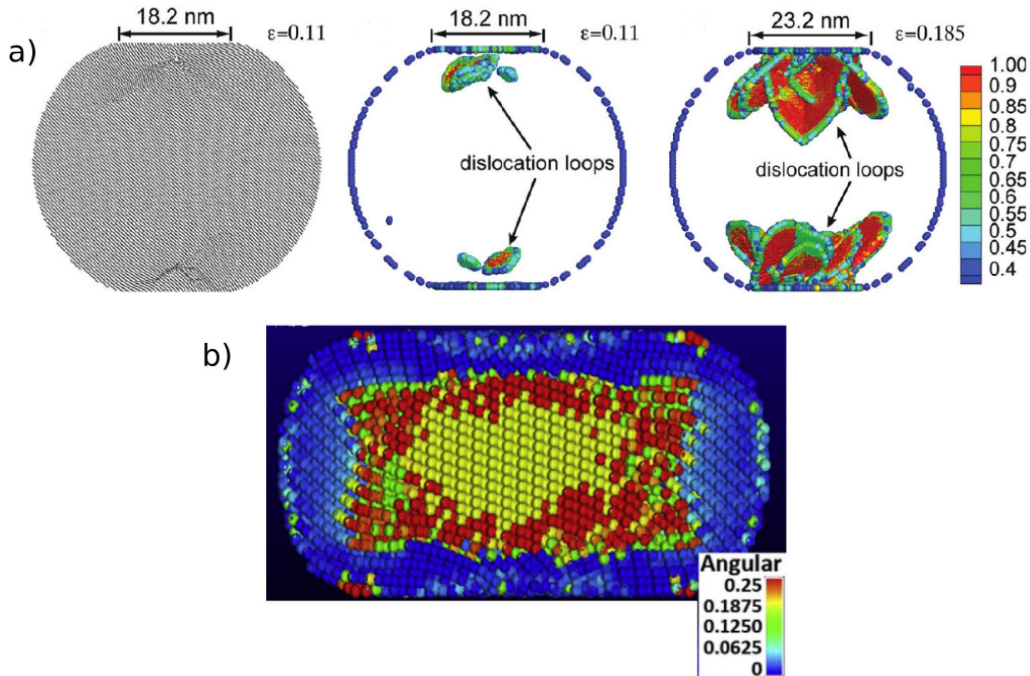 a)
18.2 nm
ε=0.11
18.2 nm
ε=0.11
dislocation loops
23.2 nm
ε=0.185
dislocation loops
1.00
0.9
0.85
0.8
0.75
0.7
0.65
0.6
0.55
0.5
0.45
0.4
b)
Angular
0.25
0.1875
0.1250
0.0625
0